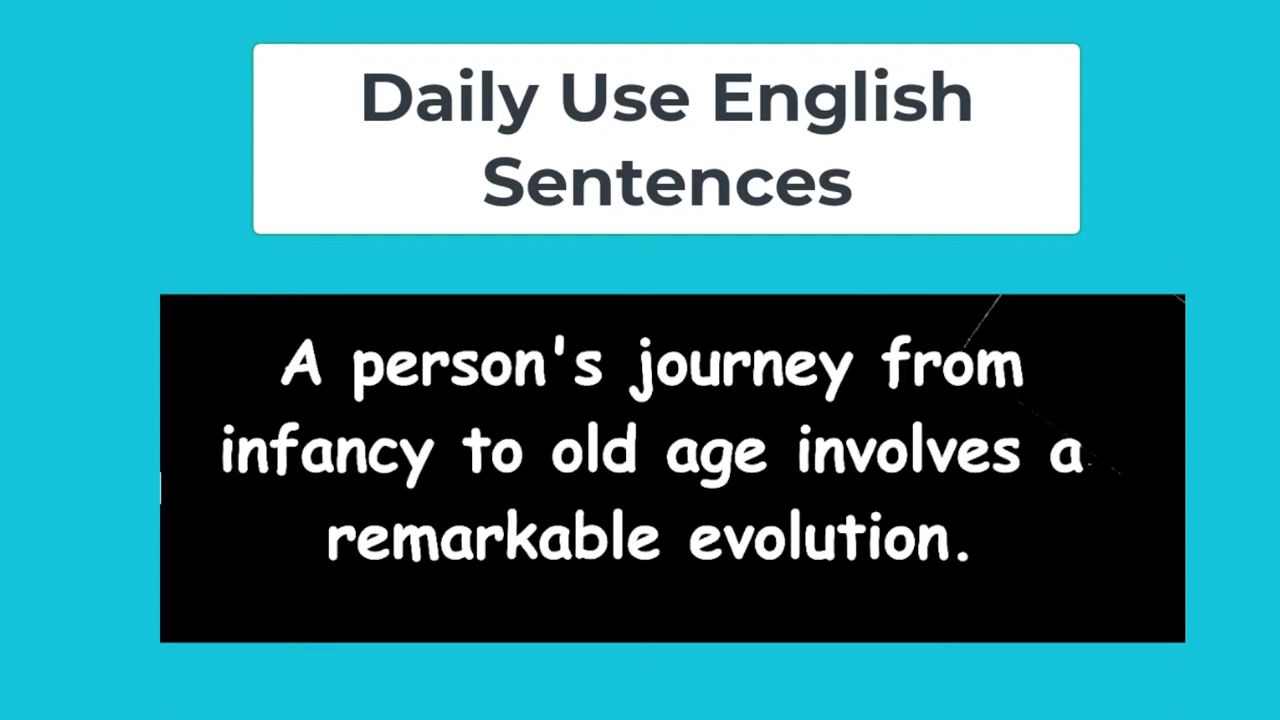 Daily Use English
Sentences
A person's journey from
infancy to old age involves a
remarkable evolution.